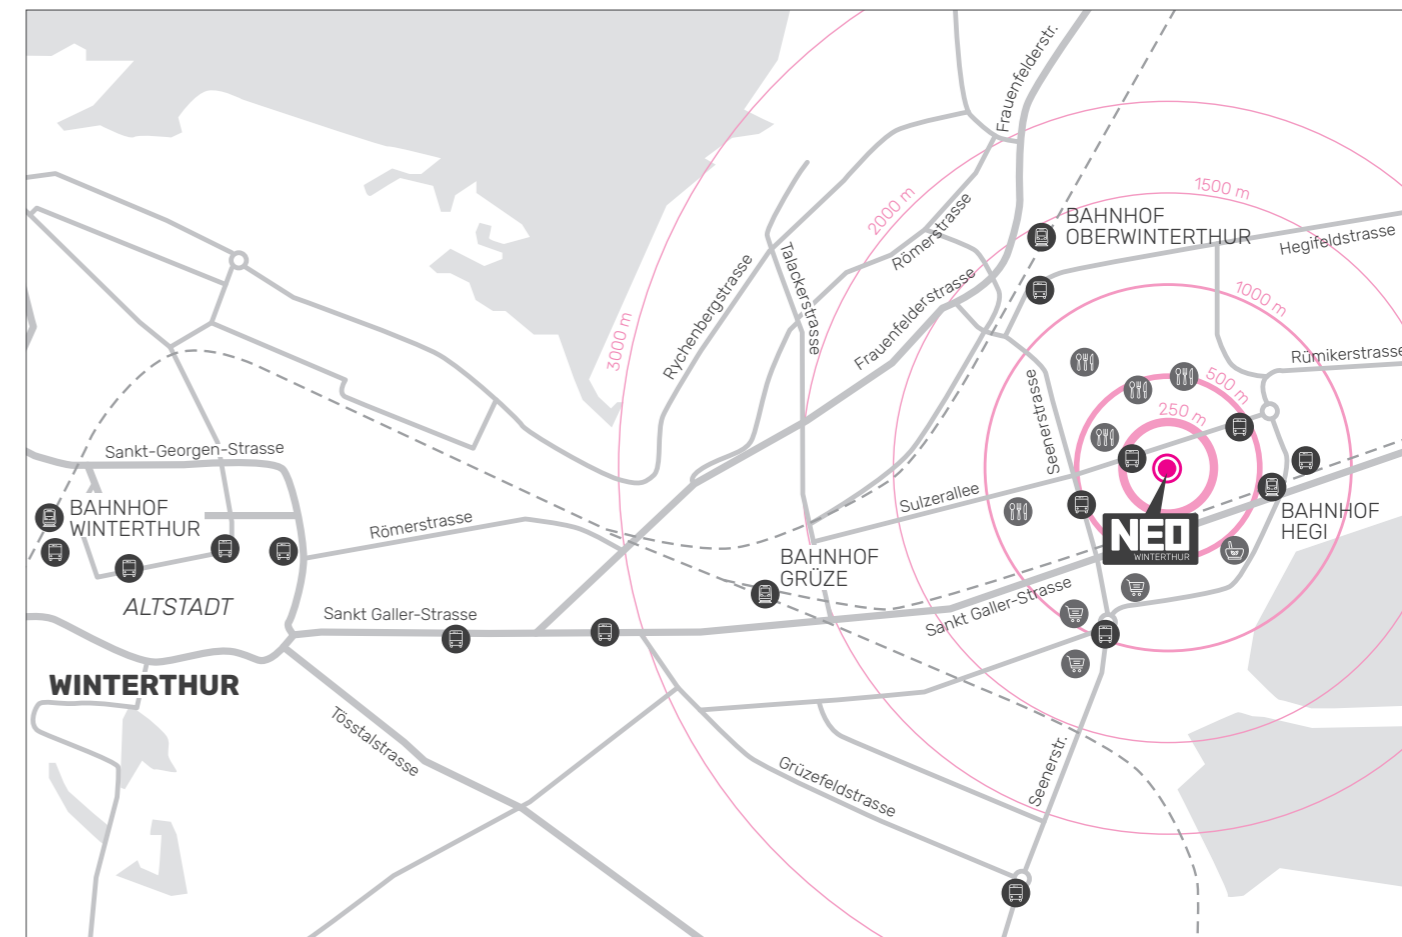 Frauenfelderstr.
1500 m
2000 m
BAHNHOF
OBERWINTERTHUR
Römerstrasse
Hegifeldstrasse
Talackerstrasse
Rychenbergstrasse
1000 m
Frauenfelderstrasse
3000 m
Rümikerstrasse
500 m
250 m
Seenerstrasse
Sankt-Georgen-Strasse
Sulzerallee
BAHNHOF
WINTERTHUR
Römerstrasse
BAHNHOF
HEGI
NEO
WINTERTHUR
BAHNHOF
GRÜZE
ALTSTADT
Sankt Galler-Strasse
Sankt Galler-Strasse
WINTERTHUR
Tösstalstrasse
Grüzefeldstrasse
Seenerstr.